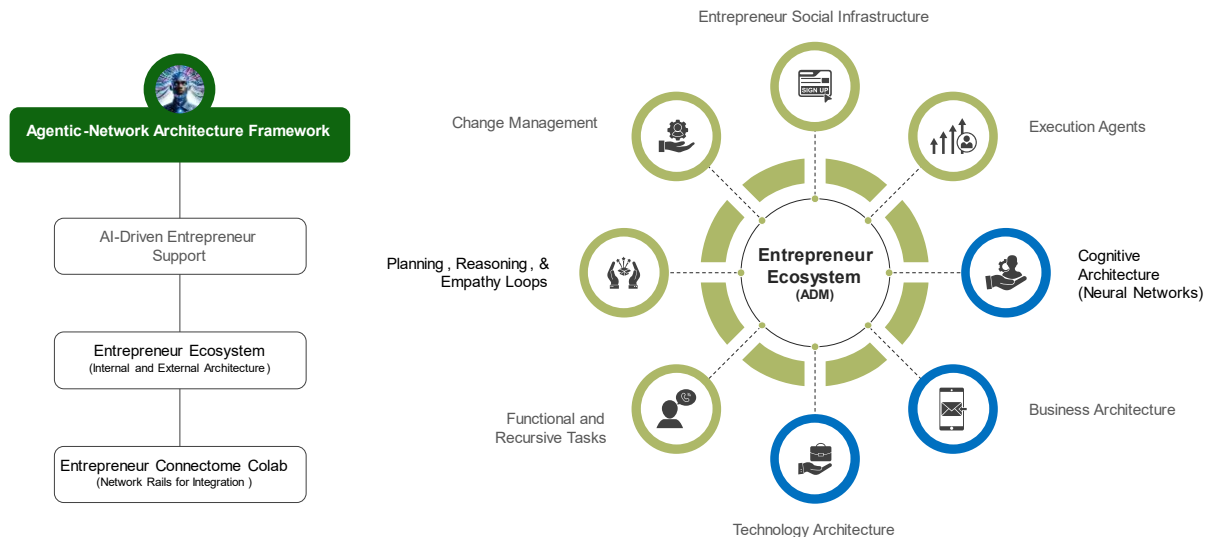 Agentic-Network Architecture Framework
AI-Driven Entrepreneur
Support
Entrepreneur Ecosystem
(Internal and External Architecture)
Entrepreneur Connectome Colab
(Network Rails for Integration )
Entrepreneur Social Infrastructure
SIGN UP
Change Management
Execution Agents
Planning , Reasoning , &
Empathy Loops
Entrepreneur
Ecosystem
(ADM)
Cognitive
Architecture
(Neural Networks)
Functional and
Recursive Tasks
Business Architecture
Technology Architecture